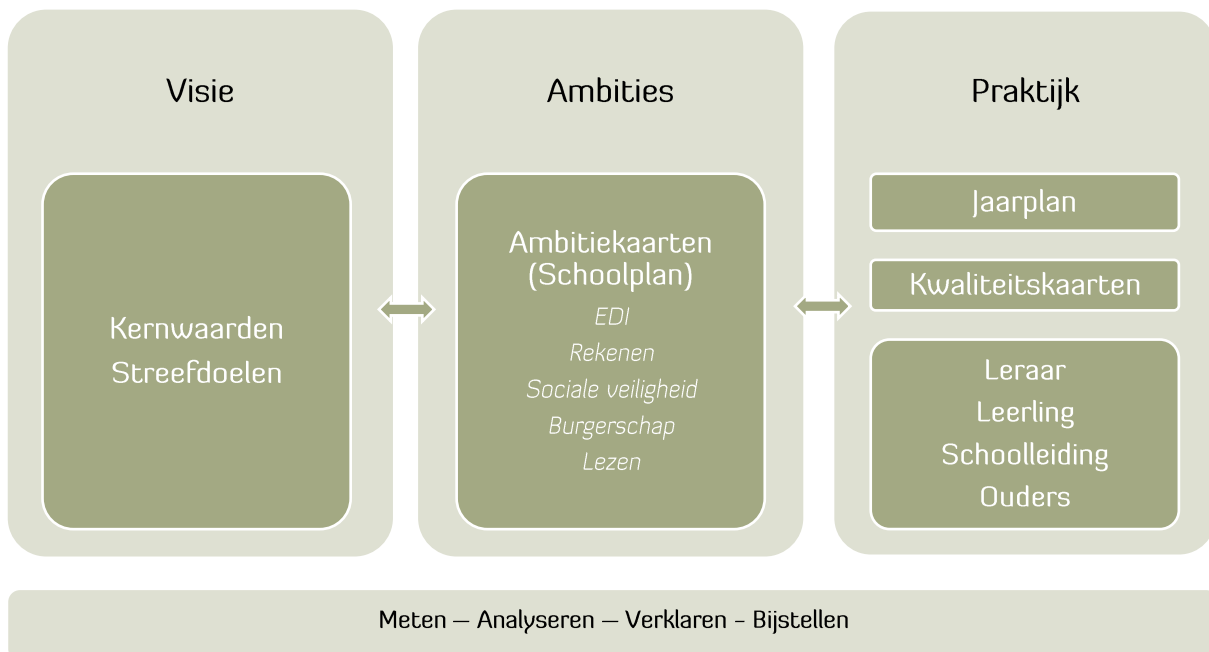 Visie
Kernwaarden
Streefdoelen
Ambities
Ambitiekaarten
(Schoolplan)
EDI
Rekenen
Sociale veiligheid
Burgerschap
Lezen
Praktijk
Jaarplan
Kwaliteitskaarten
Leraar
Leerling
Schoolleiding
Ouders
Meten – Analyseren – Verklaren - Bijstellen